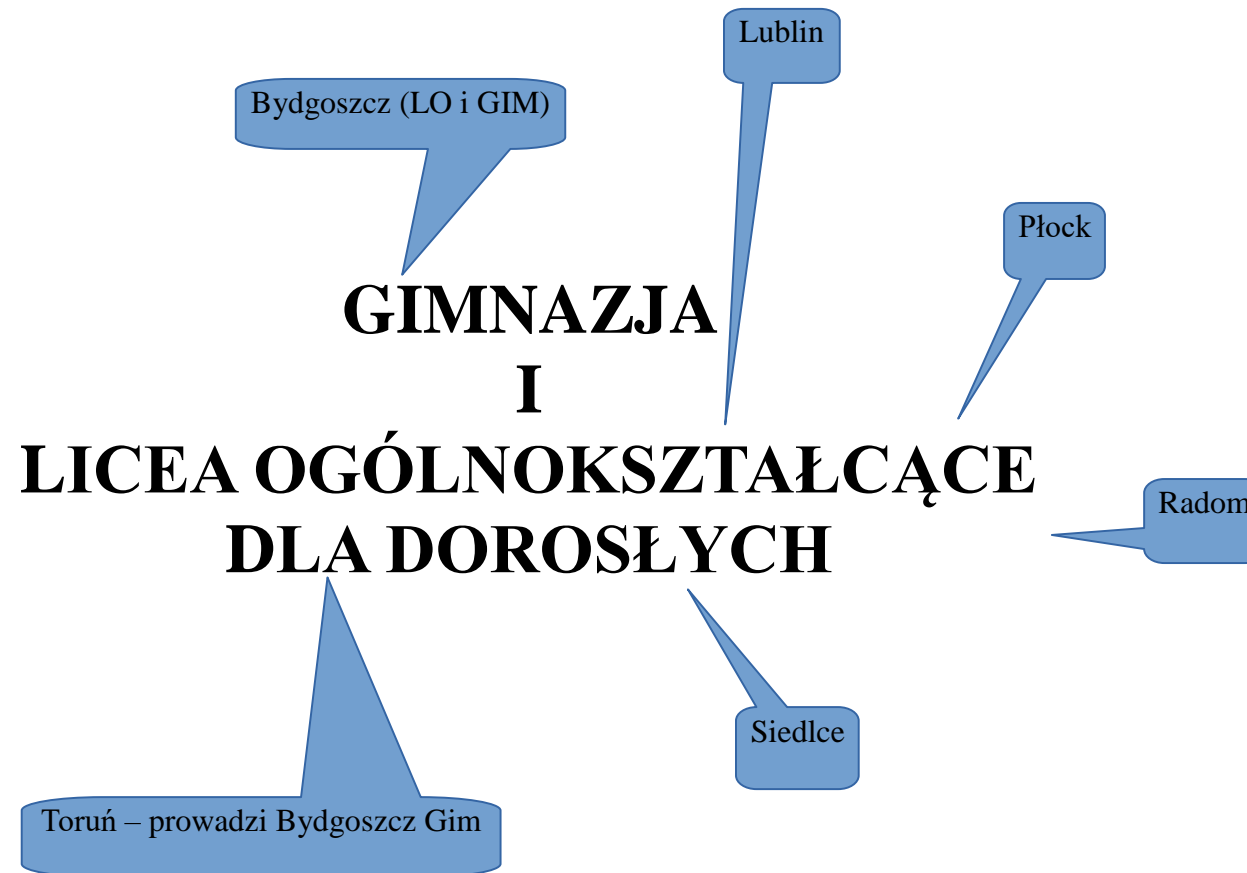 Lublin
Bydgoszcz (LO i GIM)
Płock
GIMNAZJA
I
LICEA OGÓLNOKSZTAŁCĄCE
DLA DOROSŁYCH
Radom
Siedlce
Toruń – prowadzi Bydgoszcz Gim